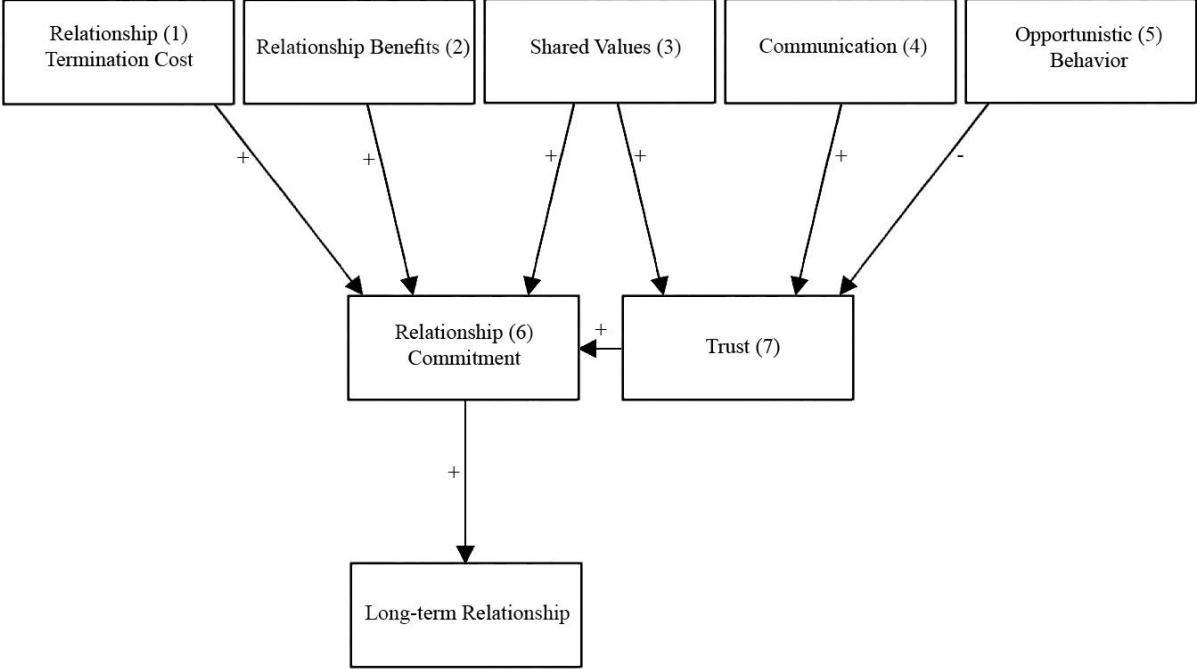 Relationship (1)
Termination Cost
Relationship Benefits (2)
Shared Values (3)
Communication (4)
Opportunistic (5)
Behavior
+
+
+
+
+
-
Relationship (6)
Commitment
+
Trust (7)
+
Long-term Relationship